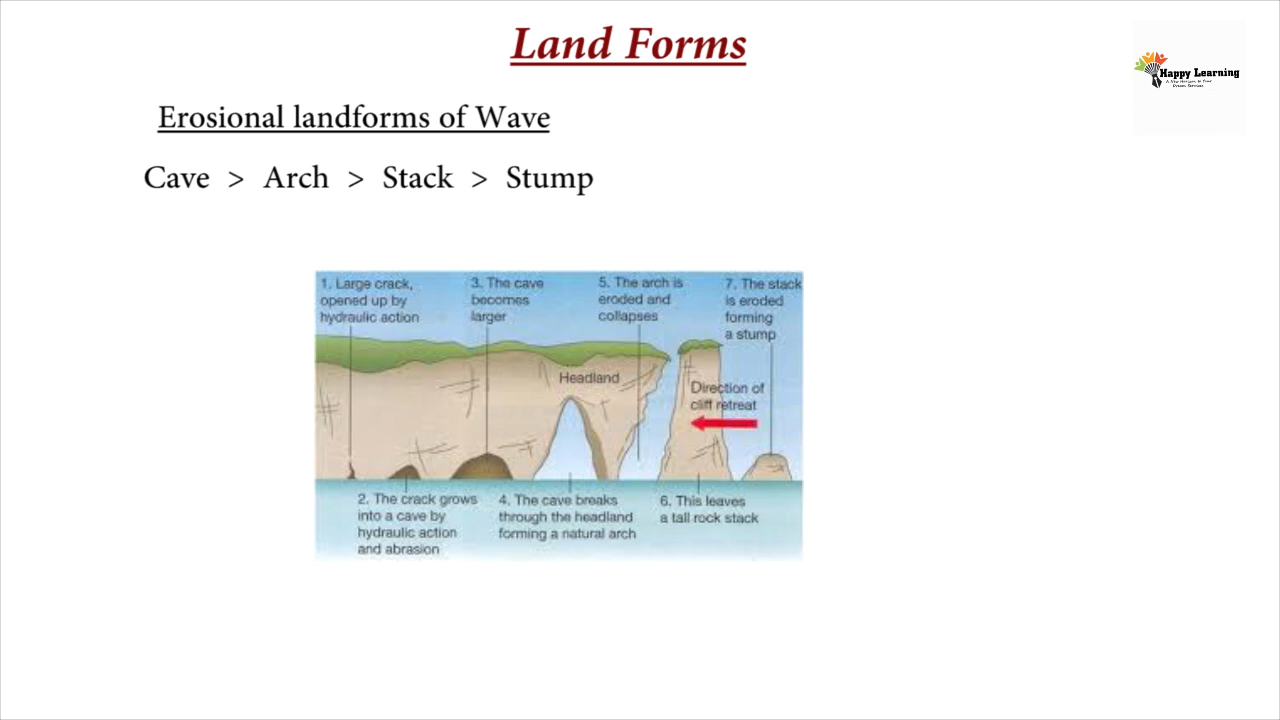 Land Forms
Happy Learning
Erosional landforms of Wave
Cave > Arch > Stack > Stump
1. Large crack,
opened up by
hydraulic action
3. The cave
becomes
larger
5. The arch is
eroded and
collapses
7. The stack
is eroded
forming
a stump
Headland
Direction of
cliff retreat
2. The crack grows
into a cave by
hydraulic action
and abrasion
4. The cave breaks
through the headland
forming a natural arch
6. This leaves
a tall rock stack